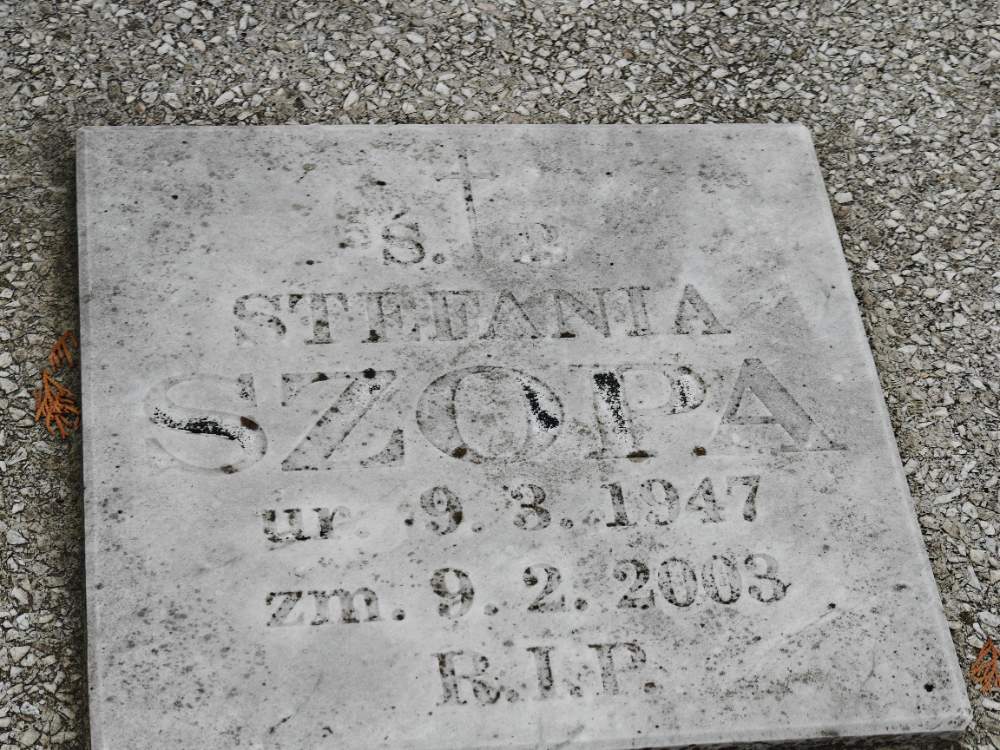 Ś. P.
STEFANIA
SZOPA
ur. 9. 3. 1947
zm. 9. 2. 2003
R.I.P.